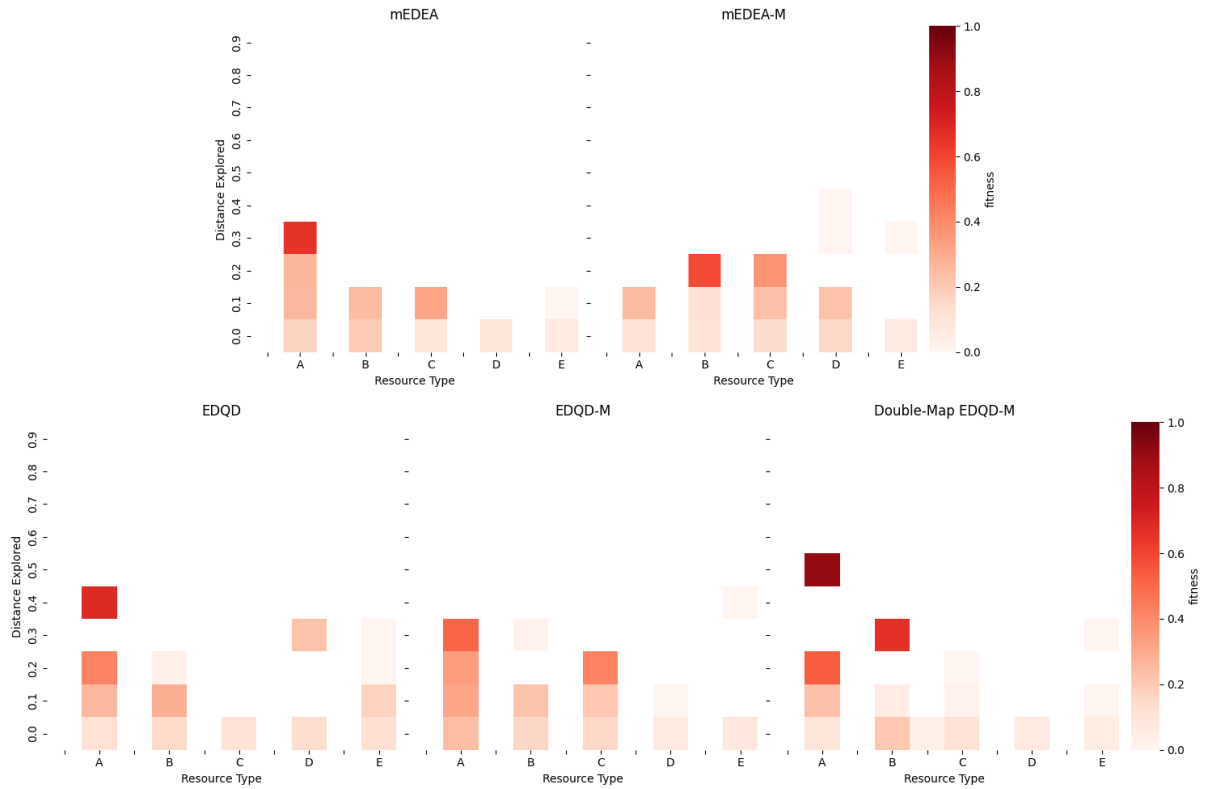 mEDEA
mEDEA-M
Distance Explored
0.9
0.8
0.7
0.6
0.5
0.4
0.3
0.2
0.1
0.0
A B C D E
Resource Type
A B C D E
Resource Type
1.0
0.8
0.6
0.4
0.2
0.0
fitness
EDQD
EDQD-M
Double-Map EDQD-M
Distance Explored
0.9
0.8
0.7
0.6
0.5
0.4
0.3
0.2
0.1
0.0
A B C D E
Resource Type
A B C D E
Resource Type
A B C D E
Resource Type
1.0
0.8
0.6
0.4
0.2
0.0
fitness